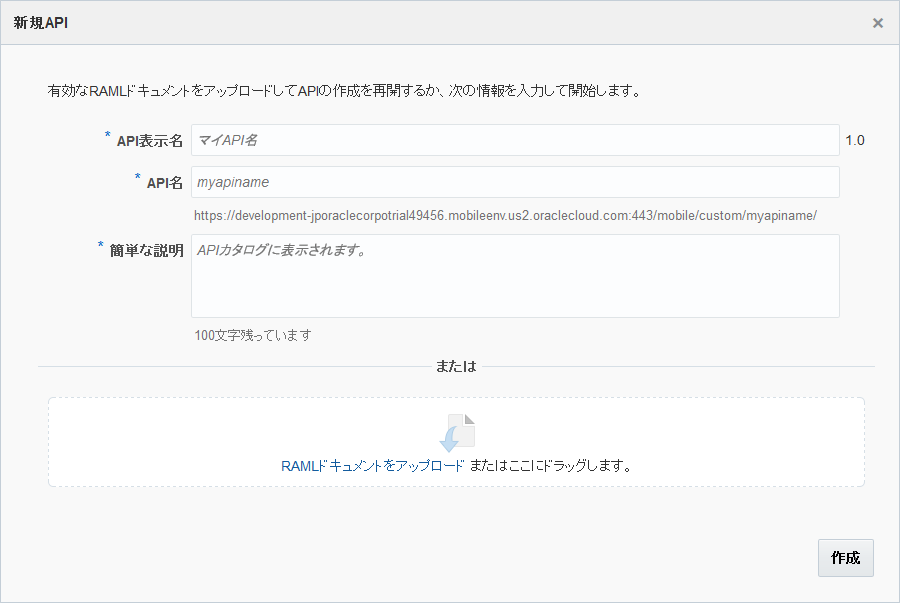 新規API
×
有効なRAMLドキュメントをアップロードしてAPIの作成を再開するか、次の情報を入力して開始します。
* API表示名 マイAPI名 1.0
* API名 myapiname
https://development-jporaclecorpotrial49456.mobileenv.us2.oraclecloud.com:443/mobile/custom/myapiname/
* 簡単な説明 APIカタログに表示されます。
100文字残っています
または
RAMLドキュメントをアップロード またはここにドラッグします。
作成